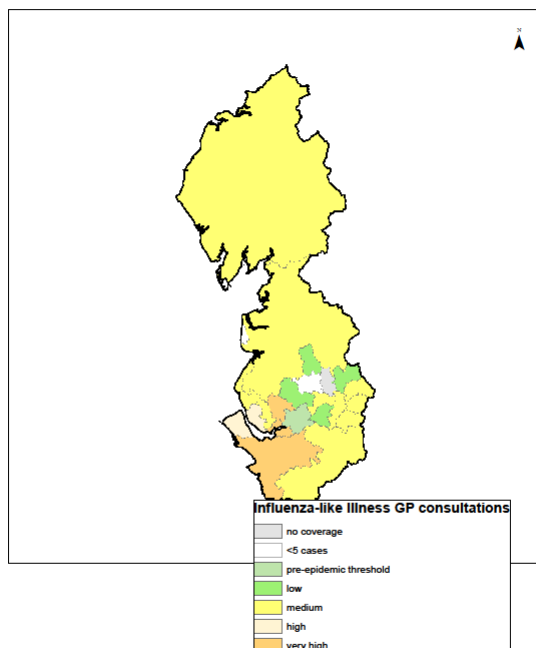 N
Influenza-like Illness GP consultations
no coverage
<5 cases
pre-epidemic threshold
low
medium
high
very high